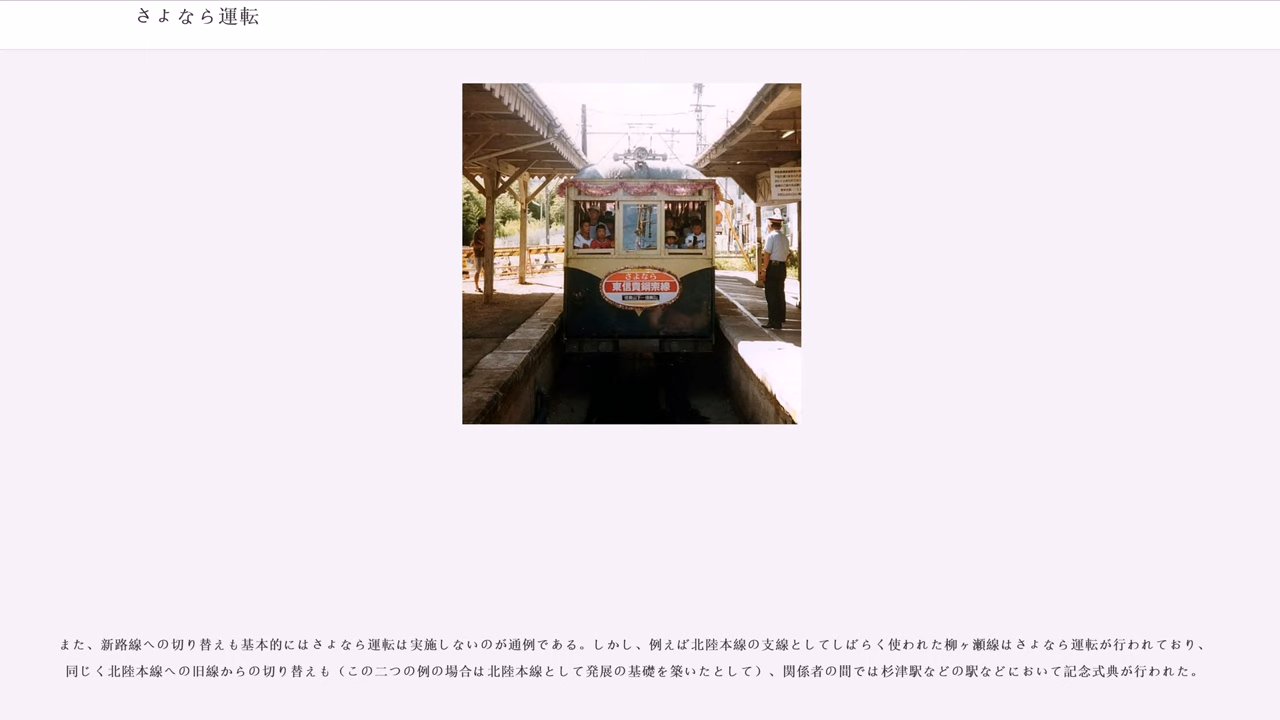 さよなら運転
さよなら
また、新路線への切り替えも基本的にはさよなら運転は実施しないのが通例である。しかし、例えば北陸本線の支線としてしばらく使われた柳ヶ瀬線はさよなら運転が行われており、
同じく北陸本線への旧線からの切り替えも（この二つの例の場合は北陸本線として発展の基礎を築いたとして）、関係者の間では杉津駅などの駅などにおいて記念式典が行われた。